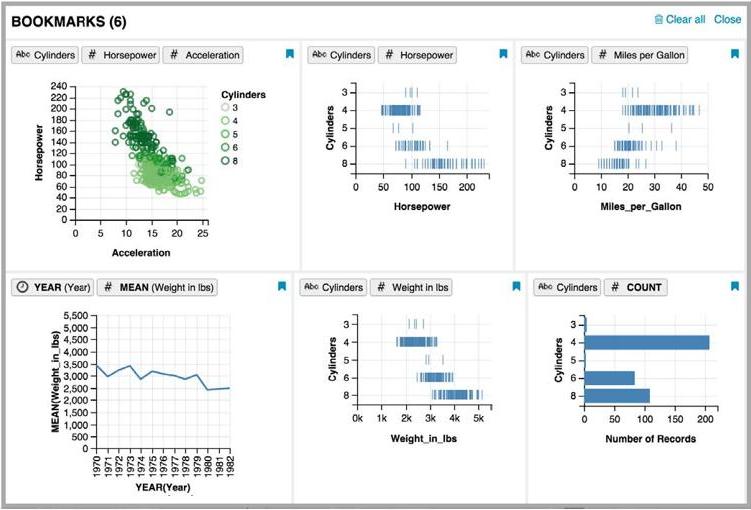 BOOKMARKS (6)
Clear all Close
Abc Cylinders # Horsepower # Acceleration
240
220
200
180
160
140
120
100
80
60
40
20
0
Horsepower
0 5 10 15 20 25
Acceleration
Cylinders
3
4
5
6
8
Abc Cylinders # Horsepower
Cylinders
3
4
5
6
8
0 50 100 150 200
Horsepower
Abc Cylinders # Miles per Gallon
Cylinders
3
4
5
6
8
0 10 20 30 40 50
Miles_per_Gallon
YEAR (Year) # MEAN (Weight in lbs)
5,500
5,000
4,500
4,000
3,500
3,000
2,500
2,000
1,500
1,000
500
0
MEAN(Weight_in_lbs)
1970 1971 1972 1973 1974 1975 1976 1977 1978 1979 1980 1981 1982
YEAR(Year)
Abc Cylinders # Weight in lbs
Cylinders
3
4
5
6
8
0k 1k 2k 3k 4k 5k
Weight_in_lbs
Abc Cylinders # COUNT
Cylinders
3
4
5
6
8
0 50 100 150 200
Number of Records